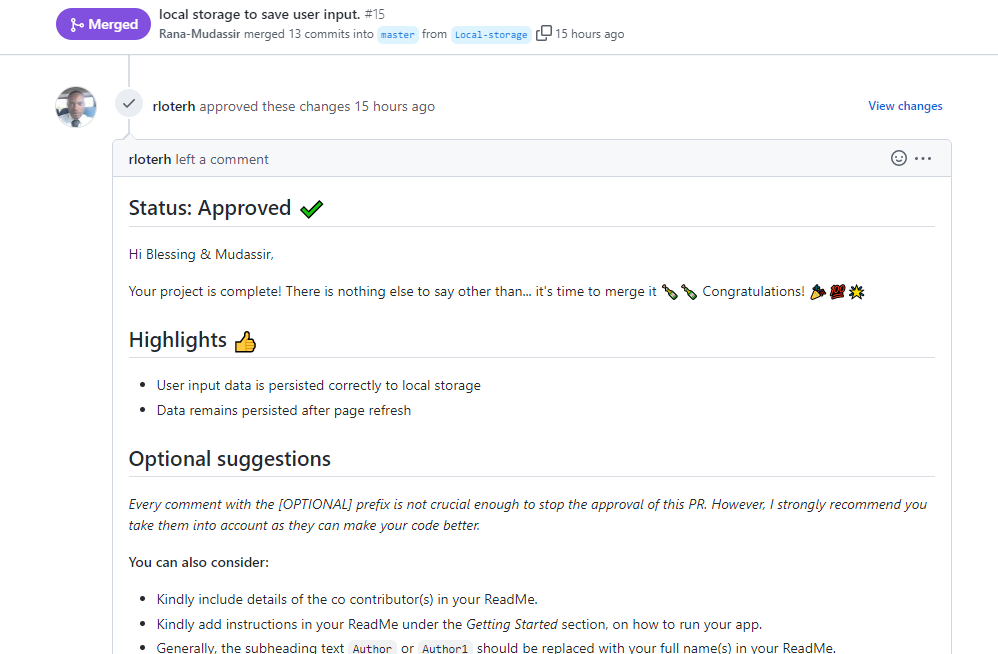 Merged
local storage to save user input. #15
Rana-Mudassir merged 13 commits into master from Local-storage 15 hours ago
rloterh approved these changes 15 hours ago
View changes
rloterh left a comment
Status: Approved ✔️
Hi Blessing & Mudassir,
Your project is complete! There is nothing else to say other than... it's time to merge it 🍾 🍾 Congratulations! 🎉 💯 🌟
Highlights 👍
User input data is persisted correctly to local storage
Data remains persisted after page refresh
Optional suggestions
Every comment with the [OPTIONAL] prefix is not crucial enough to stop the approval of this PR. However, I strongly recommend you
take them into account as they can make your code better.
You can also consider:
Kindly include details of the co contributor(s) in your ReadMe.
Kindly add instructions in your ReadMe under the Getting Started section, on how to run your app.
Generally, the subheading text Author or Author1 should be replaced with your full name(s) in your ReadMe.